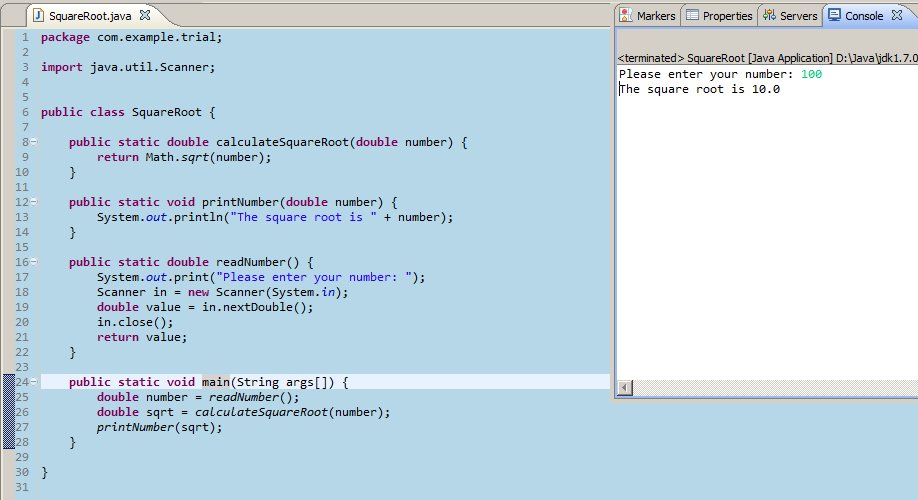 SquareRoot.java
1 package com.example.trial;
2
3 import java.util.Scanner;
4
5
6 public class SquareRoot {
7
8 public static double calculateSquareRoot(double number) {
9 return Math.sqrt(number);
10 }
11
12 public static void printNumber(double number) {
13 System.out.println("The square root is " + number);
14 }
15
16 public static double readNumber() {
17 System.out.print("Please enter your number: ");
18 Scanner in = new Scanner(System.in);
19 double value = in.nextDouble();
20 in.close();
21 return value;
22 }
23
24 public static void main(String args[]) {
25 double number = readNumber();
26 double sqrt = calculateSquareRoot(number);
27 printNumber(sqrt);
28 }
29
30 }
31
Markers Properties Servers Console
<terminated> SquareRoot [Java Application] D:\Java\jdk1.7.0
Please enter your number: 100
The square root is 10.0